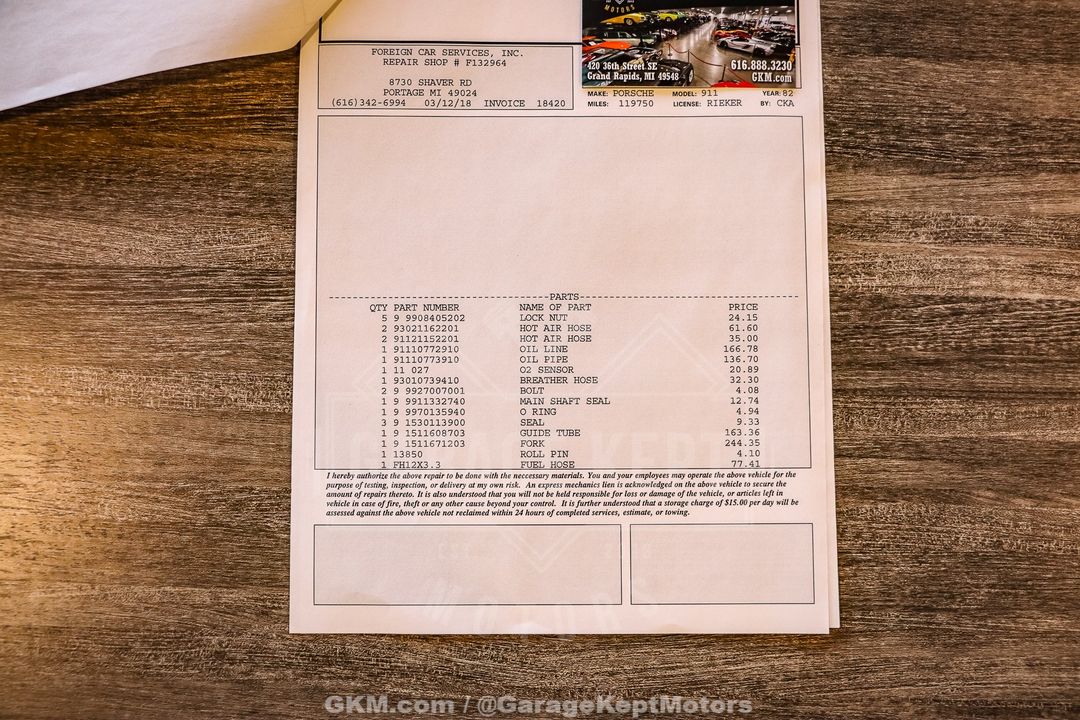 MOTORS
420 36th Street SE
Grand Rapids, MI 49548
616.888.3230
GKM.com
FOREIGN CAR SERVICES, INC.
REPAIR SHOP # F132964
8730 SHAVER RD
PORTAGE MI 49024
(616)342-6994 03/12/18 INVOICE 18420
MAKE: PORSCHE MODEL: 911 YEAR: 82
MILES: 119750 LICENSE: RIEKER BY: CKA
PARTS
QTY PART NUMBER NAME OF PART PRICE
5 9 9908405202 LOCK NUT 24.15
2 93021162201 HOT AIR HOSE 61.60
2 91121152201 HOT AIR HOSE 35.00
1 91110772910 OIL LINE 166.78
1 91110773910 OIL PIPE 136.70
1 11 027 O2 SENSOR 20.89
1 93010739410 BREATHER HOSE 32.30
2 9 9927007001 BOLT 4.08
1 9 9911332740 MAIN SHAFT SEAL 12.74
1 9 9970135940 O RING 4.94
3 9 1530113900 SEAL 9.33
1 9 1511608703 GUIDE TUBE 163.36
1 9 1511671203 FORK 244.35
1 13850 ROLL PIN 4.10
1 FH12X3.3 FUEL HOSE 77.41
I hereby authorize the above repair to be done with the neccessary materials. You and your employees may operate the above vehicle for the
purpose of testing, inspection, or delivery at my own risk. An express mechanics lien is acknowledged on the above vehicle to secure the
amount of repairs thereto. It is also understood that you will not be held responsible for loss or damage of the vehicle, or articles left in
vehicle in case of fire, theft or any other cause beyond your control. It is further understood that a storage charge of $15.00 per day will be
assessed against the above vehicle not reclaimed within 24 hours of completed services, estimate, or towing.
MOTORS
GKM.com / @GarageKeptMotors